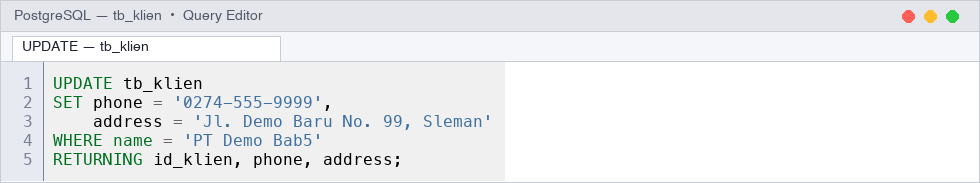 PostgreSQL — tb_klien • Query Editor
UPDATE — tb_klien
1 UPDATE tb_klien
2 SET phone = '0274-555-9999',
3     address = 'Jl. Demo Baru No. 99, Sleman'
4 WHERE name = 'PT Demo Bab5'
5 RETURNING id_klien, phone, address;